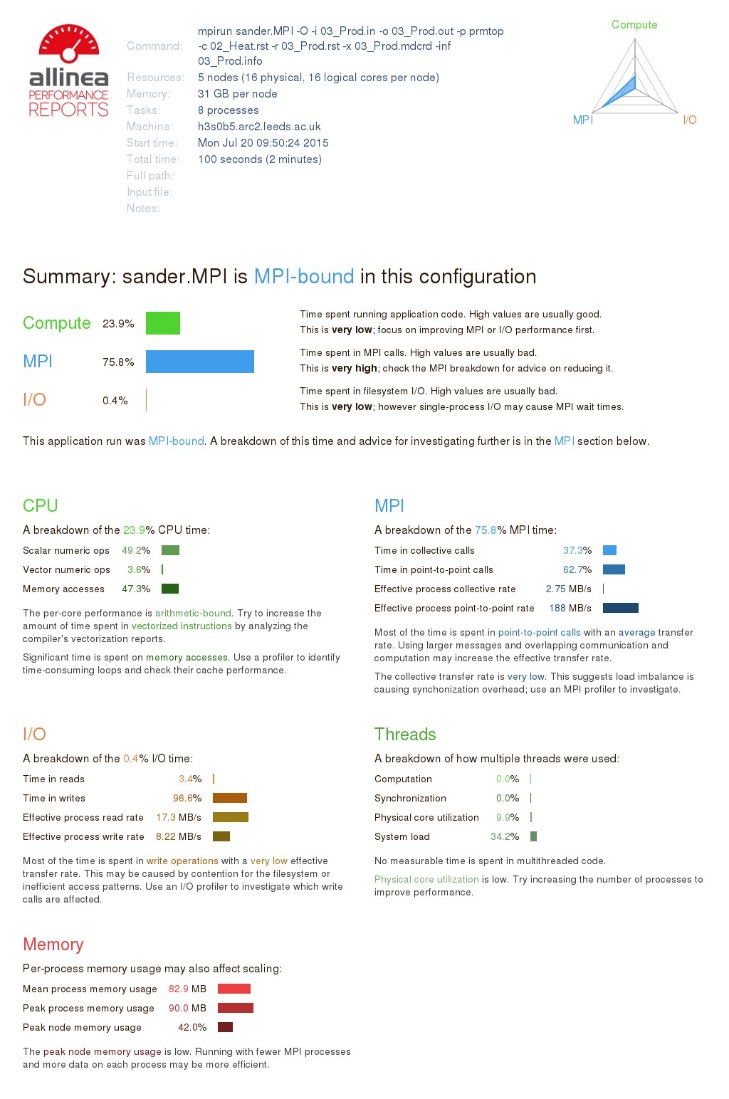 allinea
PERFORMANCE
REPORTS
Command:
mpirun sander.MPI -O -i 03_Prod.in -o 03_Prod.out -p prmtop
-c 02_Heat.rst -r 03_Prod.rst -x 03_Prod.mdcrd -inf
03_Prod.info
Resources: 5 nodes (16 physical, 16 logical cores per node)
Memory: 31 GB per node
Tasks: 8 processes
Machine: h3s0b5.arc2.leeds.ac.uk
Start time: Mon Jul 20 09:50:24 2015
Total time: 100 seconds (2 minutes)
Full path:
Input file:
Notes:
Compute
MPI
I/O
Summary: sander.MPI is MPI-bound in this configuration
Compute 23.9%
Time spent running application code. High values are usually good.
This is very low; focus on improving MPI or I/O performance first.
MPI 75.8%
Time spent in MPI calls. High values are usually bad.
This is very high; check the MPI breakdown for advice on reducing it.
I/O 0.4%
Time spent in filesystem I/O. High values are usually bad.
This is very low; however single-process I/O may cause MPI wait times.
This application run was MPI-bound. A breakdown of this time and advice for investigating further is in the MPI section below.
CPU
A breakdown of the 23.9% CPU time:
Scalar numeric ops 49.2%
Vector numeric ops 3.6%
Memory accesses 47.3%
The per-core performance is arithmetic-bound. Try to increase the
amount of time spent in vectorized instructions by analyzing the
compiler's vectorization reports.
Significant time is spent on memory accesses. Use a profiler to identify
time-consuming loops and check their cache performance.
MPI
A breakdown of the 75.8% MPI time:
Time in collective calls 37.3%
Time in point-to-point calls 62.7%
Effective process collective rate 2.75 MB/s
Effective process point-to-point rate 188 MB/s
Most of the time is spent in point-to-point calls with an average transfer
rate. Using larger messages and overlapping communication and
computation may increase the effective transfer rate.
The collective transfer rate is very low. This suggests load imbalance is
causing synchonization overhead; use an MPI profiler to investigate.
I/O
A breakdown of the 0.4% I/O time:
Time in reads 3.4%
Time in writes 96.6%
Effective process read rate 17.3 MB/s
Effective process write rate 8.22 MB/s
Most of the time is spent in write operations with a very low effective
transfer rate. This may be caused by contention for the filesystem or
inefficient access patterns. Use an I/O profiler to investigate which write
calls are affected.
Threads
A breakdown of how multiple threads were used:
Computation 0.0%
Synchronization 0.0%
Physical core utilization 9.9%
System load 34.2%
No measurable time is spent in multithreaded code.
Physical core utilization is low. Try increasing the number of processes to
improve performance.
Memory
Per-process memory usage may also affect scaling:
Mean process memory usage 82.9 MB
Peak process memory usage 90.0 MB
Peak node memory usage 42.0%
The peak node memory usage is low. Running with fewer MPI processes
and more data on each process may be more efficient.